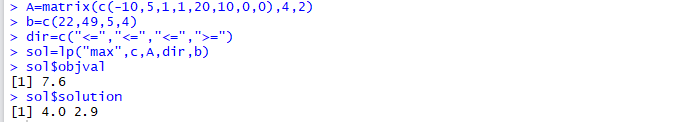 > A=matrix(c(-10,5,1,1,20,10,0,0),4,2)
> b=c(22,49,5,4)
> dir=c("<=","<=","<=",">=")
> sol=lp("max",c,A,dir,b)
> sol$objval
[1] 7.6
> sol$solution
[1] 4.0 2.9